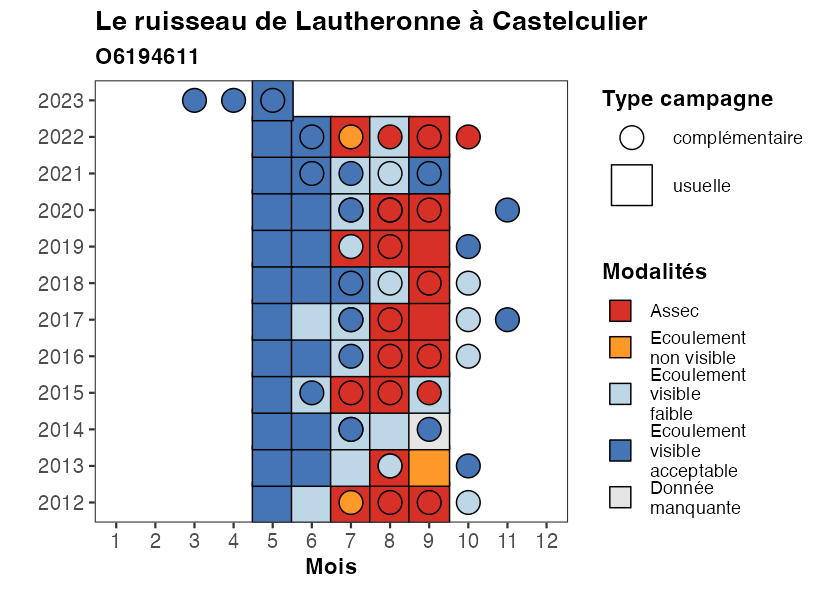 Le ruisseau de Lautheronne à Castelculier
O6194611
2023
2022
2021
2020
2019
2018
2017
2016
2015
2014
2013
2012
1 2 3 4 5 6 7 8 9 10 11 12
Mois
Type campagne
complémentaire
usuelle
Modalités
Assec
Ecoulement
non visible
Ecoulement
visible
faible
Ecoulement
visible
acceptable
Donnée
manquante